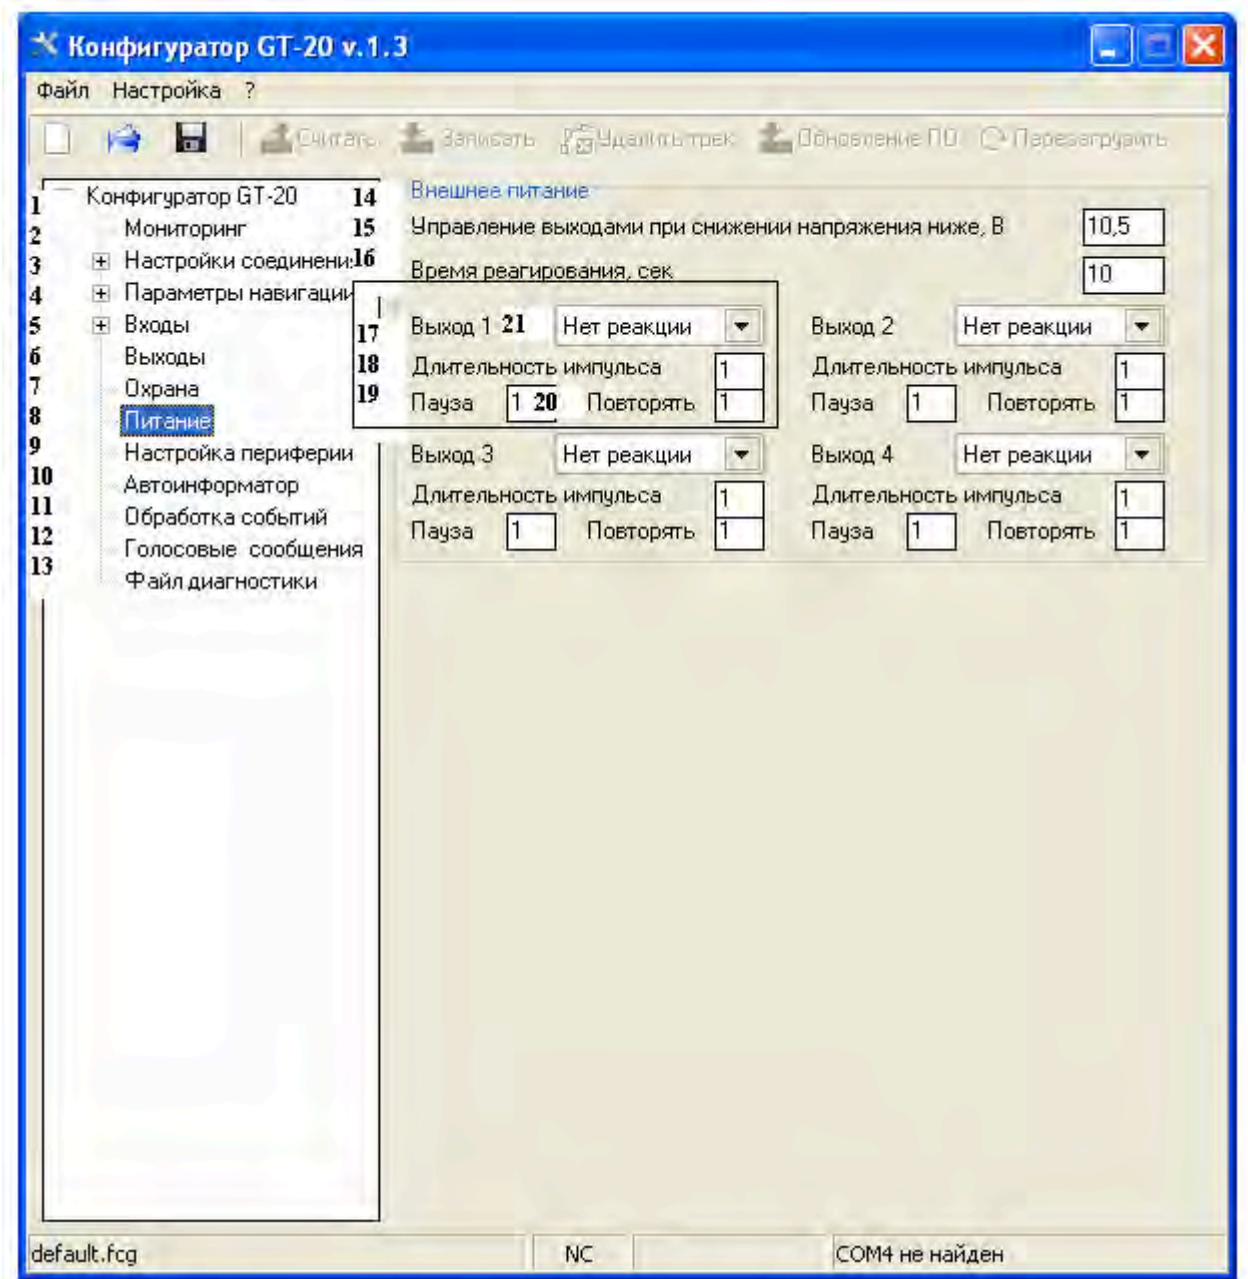 Конфигуратор GT-20 v.1.3
Файл Настройка ?
Считать Записать Удалить трек Обновление ПО Перезагрузить
1 Конфигуратор GT-20
2 Мониторинг
3 Настройки соединени
4 Параметры навигации
5 Входы
6 Выходы
7 Охрана
8 Питание
9 Настройка периферии
10 Автоинформатор
11 Обработка событий
12 Голосовые сообщения
13 Файл диагностики
14 Внешнее питание
15 Управление выходами при снижении напряжения ниже, В 10,5
16 Время реагирования, сек 10
17 Выход 1 21 Нет реакции Выход 2 Нет реакции
18 Длительность импульса 1 Длительность импульса 1
19 Пауза 1 20 Повторять 1 Пауза 1 Повторять 1
Выход 3 Нет реакции Выход 4 Нет реакции
Длительность импульса 1 Длительность импульса 1
Пауза 1 Повторять 1 Пауза 1 Повторять 1
default.fcg NC COM4 не найден